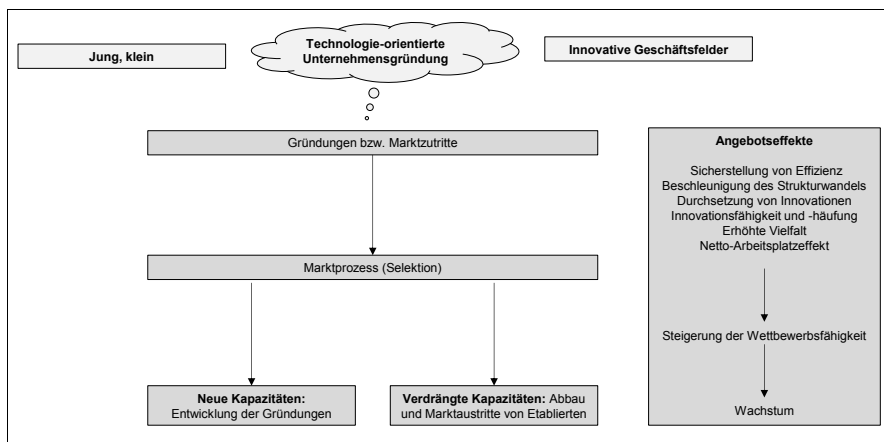 Technologie-orientierte
Unternehmensgründung
Jung, klein
Innovative Geschäftsfelder
Gründungen bzw. Marktzutritte
Marktprozess (Selektion)
Neue Kapazitäten:
Entwicklung der Gründungen
Verdrängte Kapazitäten: Abbau
und Marktaustritte von Etablierten
Angebotseffekte
Sicherstellung von Effizienz
Beschleunigung des Strukturwandels
Durchsetzung von Innovationen
Innovationsfähigkeit und -häufung
Erhöhte Vielfalt
Netto-Arbeitsplatzeffekt
Steigerung der Wettbewerbsfähigkeit
Wachstum